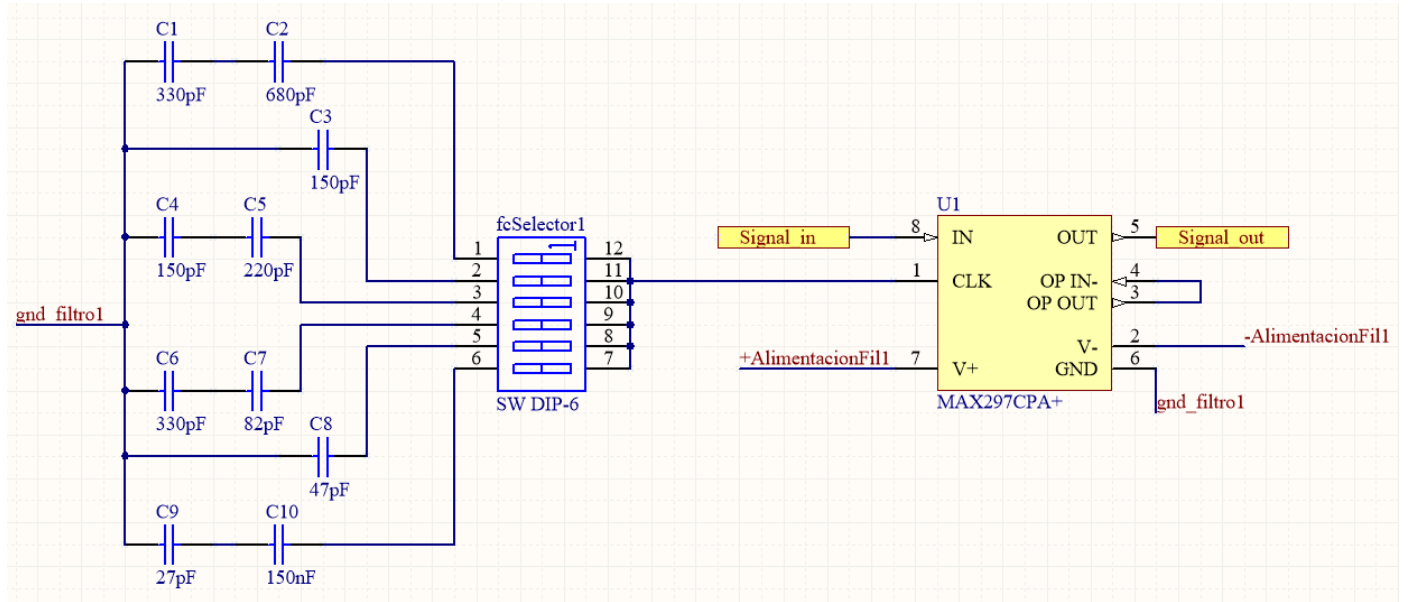 C1
C2
330pF
680pF
C3
150pF
C4
C5
150pF
220pF
gnd_filtro1
C6
C7
330pF
82pF
C8
47pF
C9
C10
27pF
150nF
fcSelector1
1
12
2
11
3
10
4
9
5
8
6
7
1
SW DIP-6
U1
Signal_in
8
IN
OUT
5
Signal_out
1
CLK
OP IN-
4
OP OUT
3
V-
2
-AlimentacionFil1
+AlimentacionFil1
7
V+
GND
6
MAX297CPA+
gnd_filtro1